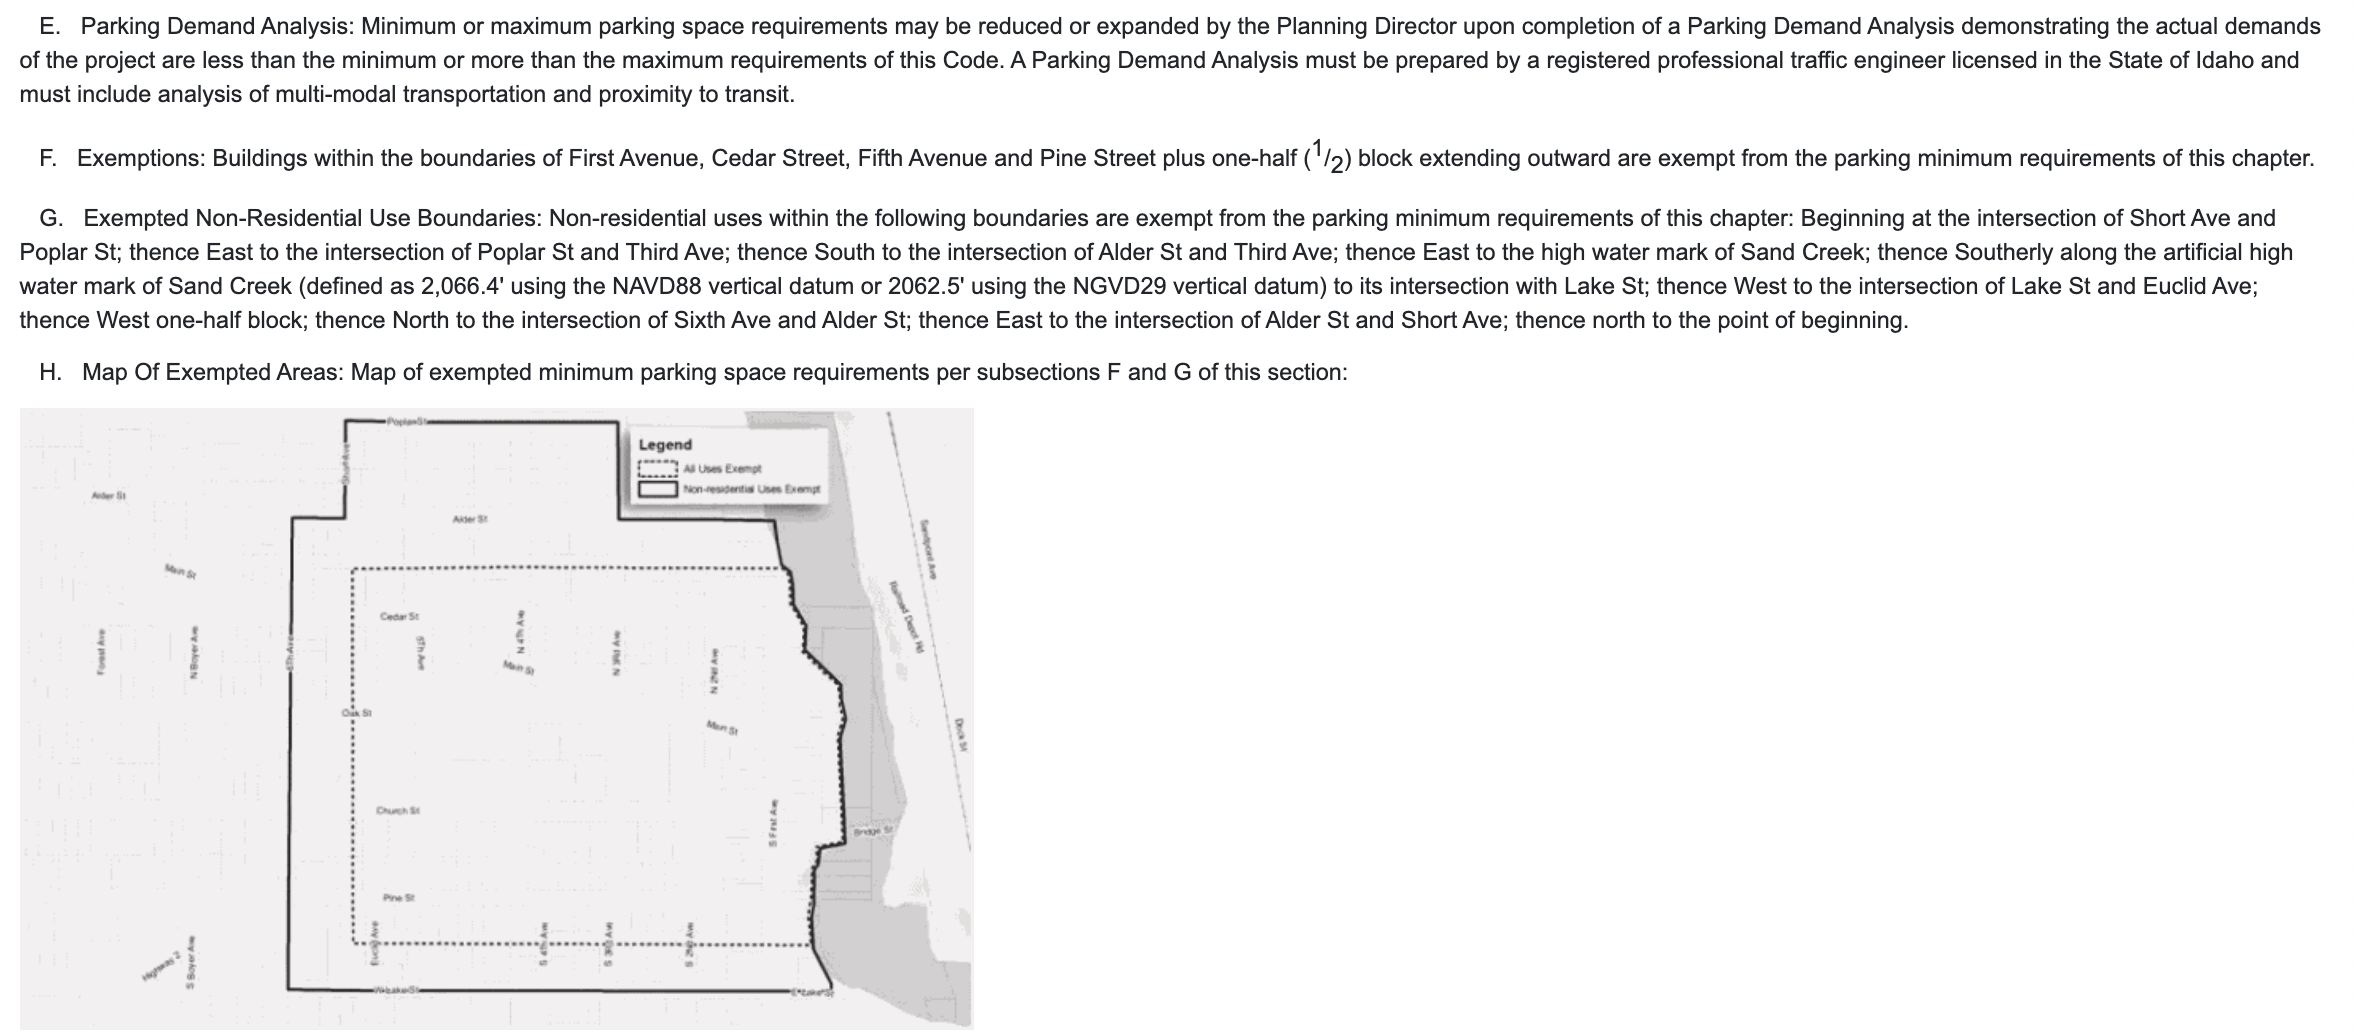 E. Parking Demand Analysis: Minimum or maximum parking space requirements may be reduced or expanded by the Planning Director upon completion of a Parking Demand Analysis demonstrating the actual demands
of the project are less than the minimum or more than the maximum requirements of this Code. A Parking Demand Analysis must be prepared by a registered professional traffic engineer licensed in the State of Idaho and
must include analysis of multi-modal transportation and proximity to transit.
F. Exemptions: Buildings within the boundaries of First Avenue, Cedar Street, Fifth Avenue and Pine Street plus one-half (1/2) block extending outward are exempt from the parking minimum requirements of this chapter.
G. Exempted Non-Residential Use Boundaries: Non-residential uses within the following boundaries are exempt from the parking minimum requirements of this chapter: Beginning at the intersection of Short Ave and
Poplar St; thence East to the intersection of Poplar St and Third Ave; thence South to the intersection of Alder St and Third Ave; thence East to the high water mark of Sand Creek; thence Southerly along the artificial high
water mark of Sand Creek (defined as 2,066.4' using the NAVD88 vertical datum or 2062.5' using the NGVD29 vertical datum) to its intersection with Lake St; thence West to the intersection of Lake St and Euclid Ave;
thence West one-half block; thence North to the intersection of Sixth Ave and Alder St; thence East to the intersection of Alder St and Short Ave; thence north to the point of beginning.
H. Map Of Exempted Areas: Map of exempted minimum parking space requirements per subsections F and G of this section:
Poplar St
Legend
All Uses Exempt
Non-residential Uses Exempt
Short Ave
Alder St
Alder St
Sandpoint Ave
Main St
Railroad Depot Rd
Cedar St
Forest Ave
N Boyer Ave
6Th Ave
5Th Ave
N 4Th Ave
Main St
N 3Rd Ave
N 2Nd Ave
Oak St
Main St
Dock St
Church St
S First Ave
Bridge St
Pine St
Euclid Ave
S 4Th Ave
S 3Rd Ave
S 2Nd Ave
Highway
S Boyer Ave
W Lake St
E Lake St